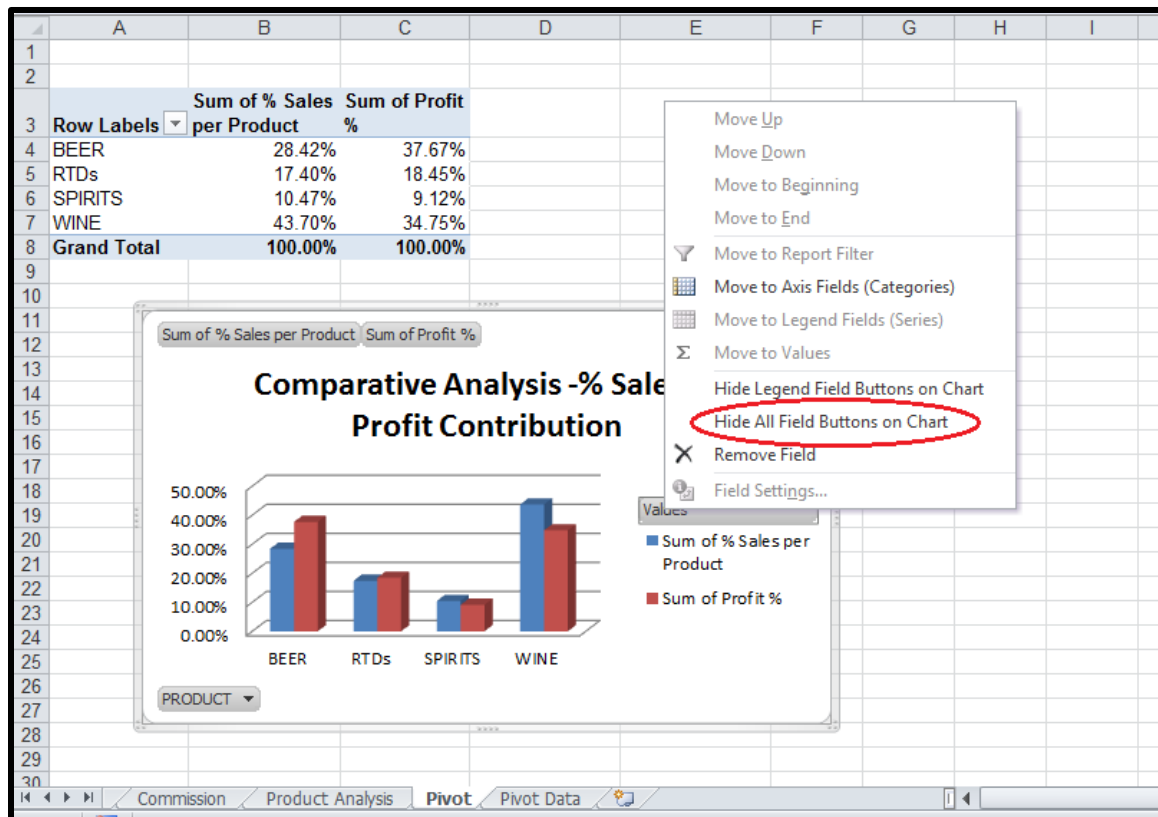 A B C D E F G H I
1
2
Sum of % Sales Sum of Profit
3 Row Labels per Product %
4 BEER 28.42% 37.67%
5 RTDs 17.40% 18.45%
6 SPIRITS 10.47% 9.12%
7 WINE 43.70% 34.75%
8 Grand Total 100.00% 100.00%
9
10
11
12
13
14
15
16
17
18
19
20
21
22
23
24
25
26
27
28
29
30
Move Up
Move Down
Move to Beginning
Move to End
Move to Report Filter
Move to Axis Fields (Categories)
Move to Legend Fields (Series)
Σ Move to Values
Hide Legend Field Buttons on Chart
Hide All Field Buttons on Chart
Remove Field
Field Settings...
Sum of % Sales per Product Sum of Profit %
Comparative Analysis -% Sale
Profit Contribution
50.00%
40.00%
30.00%
20.00%
10.00%
0.00%
BEER RTDs SPIRITS WINE
Values
Sum of % Sales per
Product
Sum of Profit %
PRODUCT
Commission Product Analysis Pivot Pivot Data